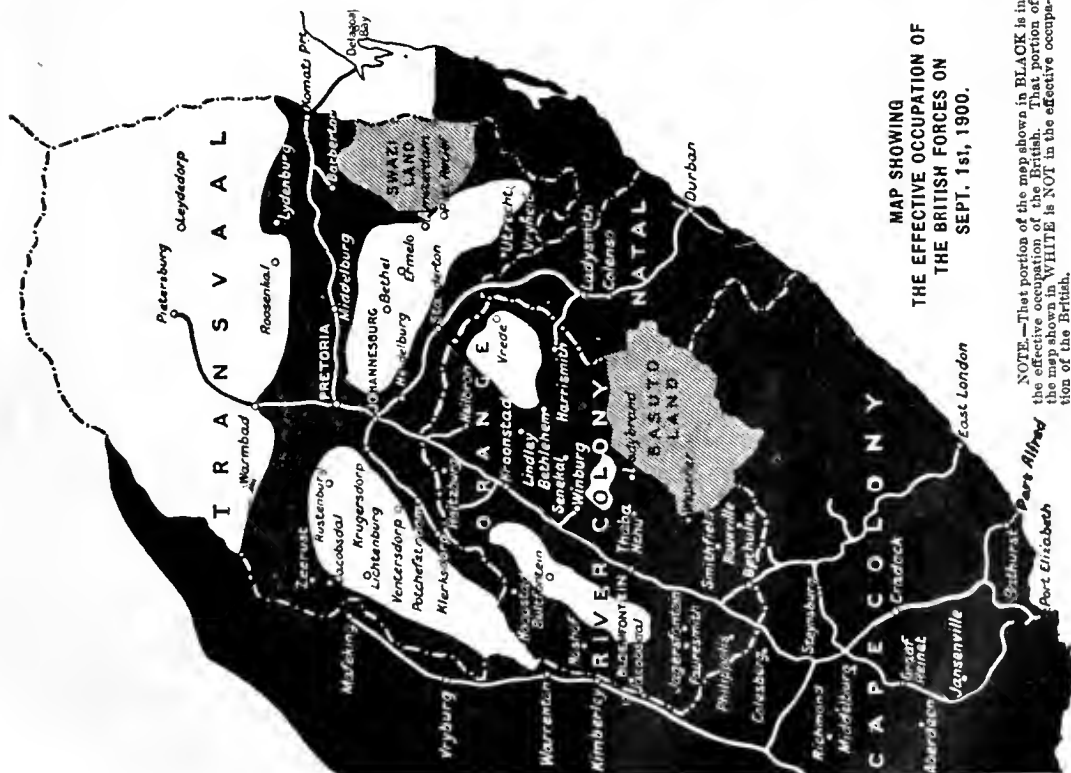 MAP SHOWING
THE EFFECTIVE OCCUPATION OF
THE BRITISH FORCES ON
SEPT. 1st, 1900.
NOTE.—That portion of the map shown in BLACK is in
the effective occupation of the British. That portion of
the map shown in WHITE is NOT in the effective occupa-
tion of the British.
TRANSVAAL
Pietersburg
Leydedorp
Roosenkal
Lydenburg
Komati Prt
Delagoa
Bay
Warmbad
PRETORIA
Middelburg
Barberton
SWAZI
LAND
JOHANNESBURG
Bethel
Ermelo
Heidelburg
Standerton
Utrecht
Vryheid
Zeerust
Rustenburg
Jacobsdal
Krugersdorp
Lichtenburg
Ventersdorp
Potchefstroom
Klerksdorp
Mafeking
Vryburg
Warrenton
Kimberley
ORANGE
RIVER COLONY
Vrede
Heilbron
Kroonstad
Lindley
Bethlehem
Harrismith
Senekal
Winburg
Ladybrand
Thaba
Nchu
Smithfield
Rouxville
Bethulie
Jagersfontein
Fauresmith
Philippolis
Colesburg
BASUTO
LAND
Ladysmith
Colenso
NATAL
Durban
CAPE COLONY
Steynsburg
Richmond
Middelburg
Cradock
Graaf
Reinet
Aberdeen
Jansenville
Bathurst
East London
Port Alfred
Port Elizabeth